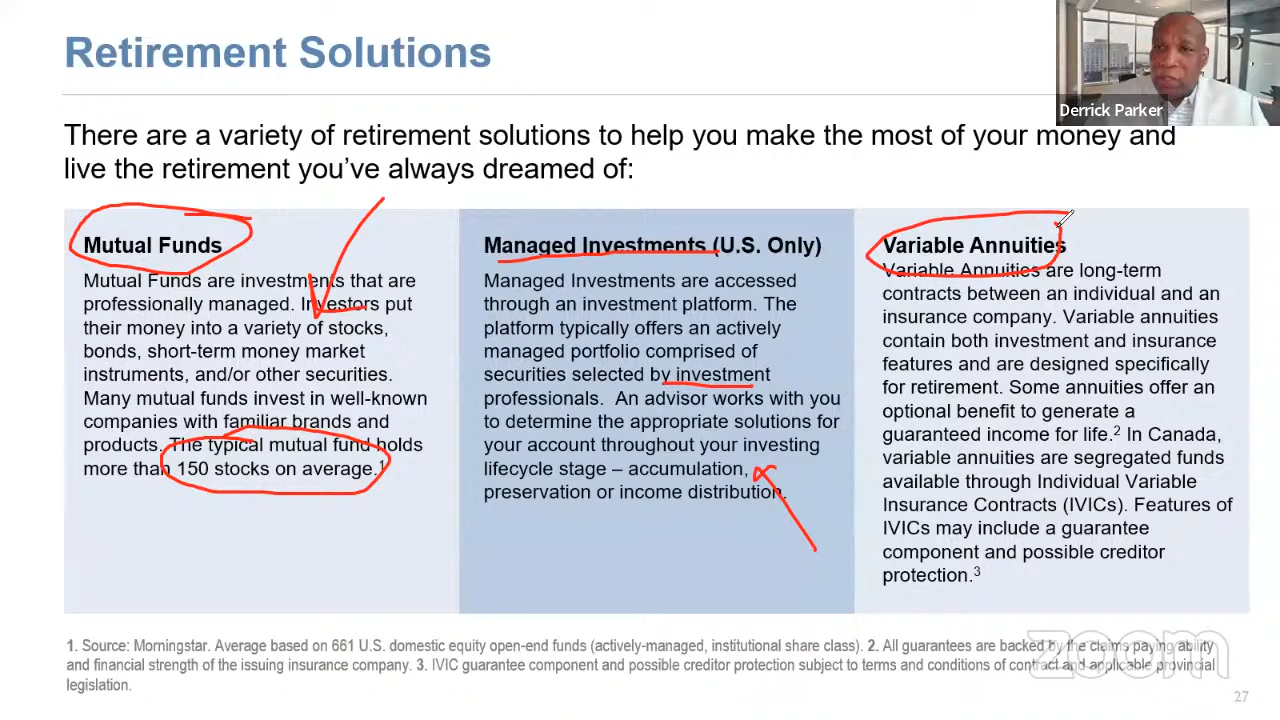 Retirement Solutions
Derrick Parker
There are a variety of retirement solutions to help you make the most of your money and
live the retirement you've always dreamed of:
Mutual Funds
Mutual Funds are investments that are
professionally managed. Investors put
their money into a variety of stocks,
bonds, short-term money market
instruments, and/or other securities.
Many mutual funds invest in well-known
companies with familiar brands and
products. The typical mutual fund holds
more than 150 stocks on average.1
Managed Investments (U.S. Only)
Managed Investments are accessed
through an investment platform. The
platform typically offers an actively
managed portfolio comprised of
securities selected by investment
professionals. An advisor works with you
to determine the appropriate solutions for
your account throughout your investing
lifecycle stage – accumulation,
preservation or income distribution.
Variable Annuities
Variable Annuities are long-term
contracts between an individual and an
insurance company. Variable annuities
contain both investment and insurance
features and are designed specifically
for retirement. Some annuities offer an
optional benefit to generate a
guaranteed income for life.2 In Canada,
variable annuities are segregated funds
available through Individual Variable
Insurance Contracts (IVICs). Features of
IVICs may include a guarantee
component and possible creditor
protection.3
1. Source: Morningstar. Average based on 661 U.S. domestic equity open-end funds (actively-managed, institutional share class). 2. All guarantees are backed by the claims paying ability
and financial strength of the issuing insurance company. 3. IVIC guarantee component and possible creditor protection subject to terms and conditions of contract and applicable provincial
legislation.
zoom
27